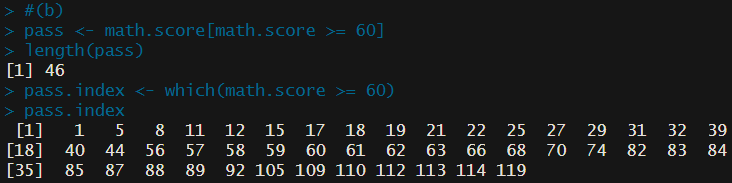 > #(b)
> pass <- math.score[math.score >= 60]
> length(pass)
[1] 46
> pass.index <- which(math.score >= 60)
> pass.index
 [1]   1   5   8  11  12  15  17  18  19  21  22  25  27  29  31  32  39
[18]  40  44  56  57  58  59  60  61  62  63  66  68  70  74  82  83  84
[35]  85  87  88  89  92 105 109 110 112 113 114 119